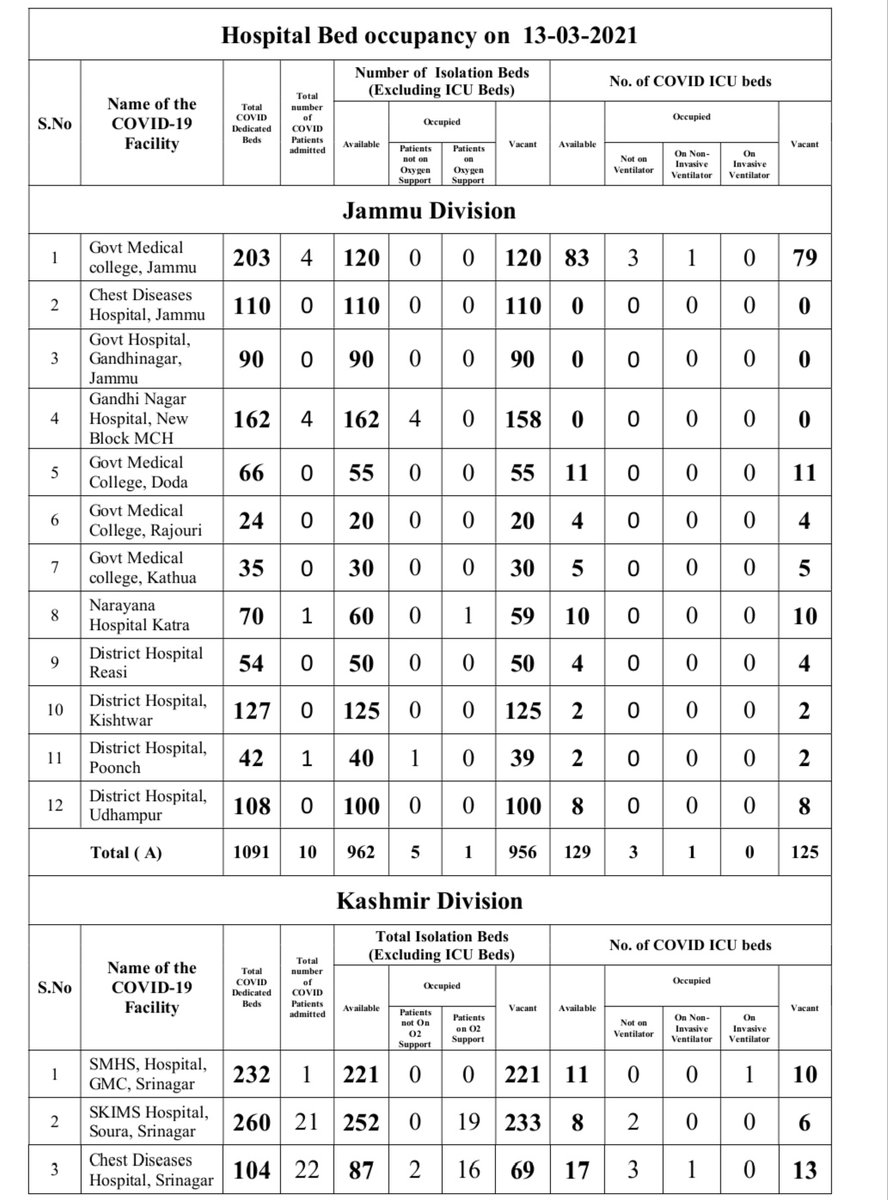 Hospital Bed occupancy on 13-03-2021
S.No
Name of the
COVID-19
Facility
Total
COVID
Dedicated
Beds
Total
number
of
COVID
Patients
admitted
Number of Isolation Beds
(Excluding ICU Beds)
No. of COVID ICU beds
Available
Occupied
Patients
not on
Oxygen
Support
Patients
on
Oxygen
Support
Vacant
Available
Occupied
Not on
Ventilator
On Non-
Invasive
Ventilator
On
Invasive
Ventilator
Vacant
Jammu Division
1 Govt Medical
college, Jammu 203 4 120 0 0 120 83 3 1 0 79
2 Chest Diseases
Hospital, Jammu 110 0 110 0 0 110 0 0 0 0 0
3 Govt Hospital,
Gandhinagar,
Jammu 90 0 90 0 0 90 0 0 0 0 0
4 Gandhi Nagar
Hospital, New
Block MCH 162 4 162 4 0 158 0 0 0 0 0
5 Govt Medical
College, Doda 66 0 55 0 0 55 11 0 0 0 11
6 Govt Medical
College, Rajouri 24 0 20 0 0 20 4 0 0 0 4
7 Govt Medical
college, Kathua 35 0 30 0 0 30 5 0 0 0 5
8 Narayana
Hospital Katra 70 1 60 0 1 59 10 0 0 0 10
9 District Hospital
Reasi 54 0 50 0 0 50 4 0 0 0 4
10 District Hospital,
Kishtwar 127 0 125 0 0 125 2 0 0 0 2
11 District Hospital,
Poonch 42 1 40 1 0 39 2 0 0 0 2
12 District Hospital,
Udhampur 108 0 100 0 0 100 8 0 0 0 8
Total ( A) 1091 10 962 5 1 956 129 3 1 0 125
Kashmir Division
S.No
Name of the
COVID-19
Facility
Total
COVID
Dedicated
Beds
Total
number
of
COVID
Patients
admitted
Total Isolation Beds
(Excluding ICU Beds)
No. of COVID ICU beds
Available
Occupied
Patients
not On
O2
Support
Patients
on O2
Support
Vacant
Available
Occupied
Not on
Ventilator
On Non-
Invasive
Ventilator
On
Invasive
Ventilator
Vacant
1 SMHS, Hospital,
GMC, Srinagar 232 1 221 0 0 221 11 0 0 1 10
2 SKIMS Hospital,
Soura, Srinagar 260 21 252 0 19 233 8 2 0 0 6
3 Chest Diseases
Hospital, Srinagar 104 22 87 2 16 69 17 3 1 0 13